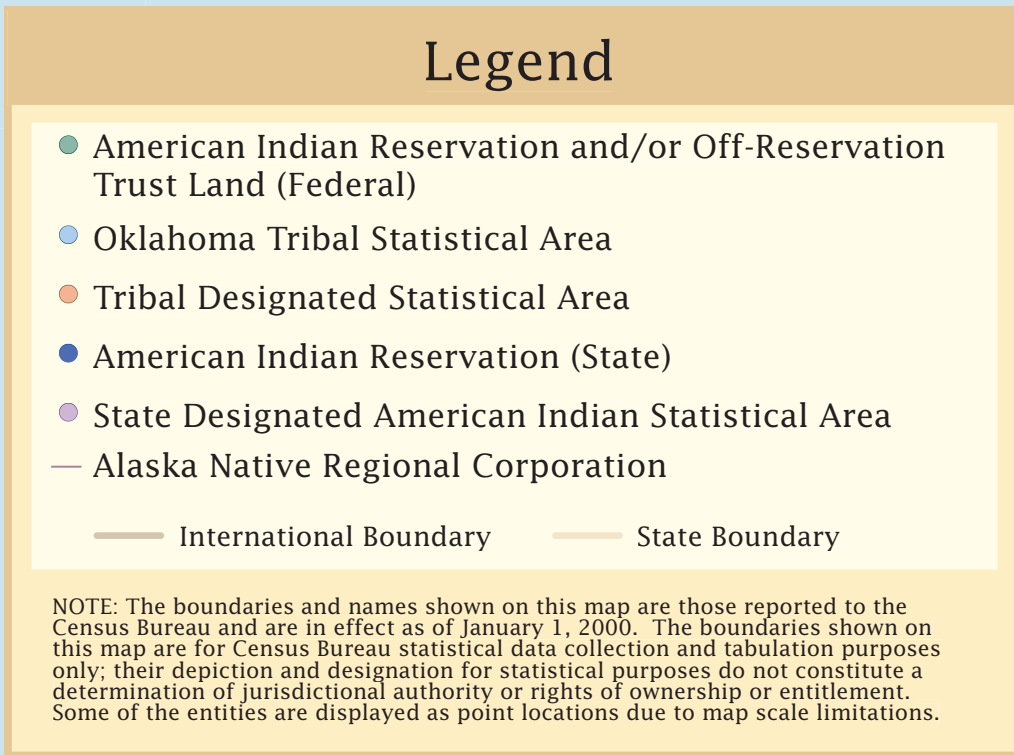 Legend
American Indian Reservation and/or Off-Reservation
Trust Land (Federal)
Oklahoma Tribal Statistical Area
Tribal Designated Statistical Area
American Indian Reservation (State)
State Designated American Indian Statistical Area
Alaska Native Regional Corporation
International Boundary State Boundary
NOTE: The boundaries and names shown on this map are those reported to the
Census Bureau and are in effect as of January 1, 2000.  The boundaries shown on
this map are for Census Bureau statistical data collection and tabulation purposes
only; their depiction and designation for statistical purposes do not constitute a
determination of jurisdictional authority or rights of ownership or entitlement.
Some of the entities are displayed as point locations due to map scale limitations.